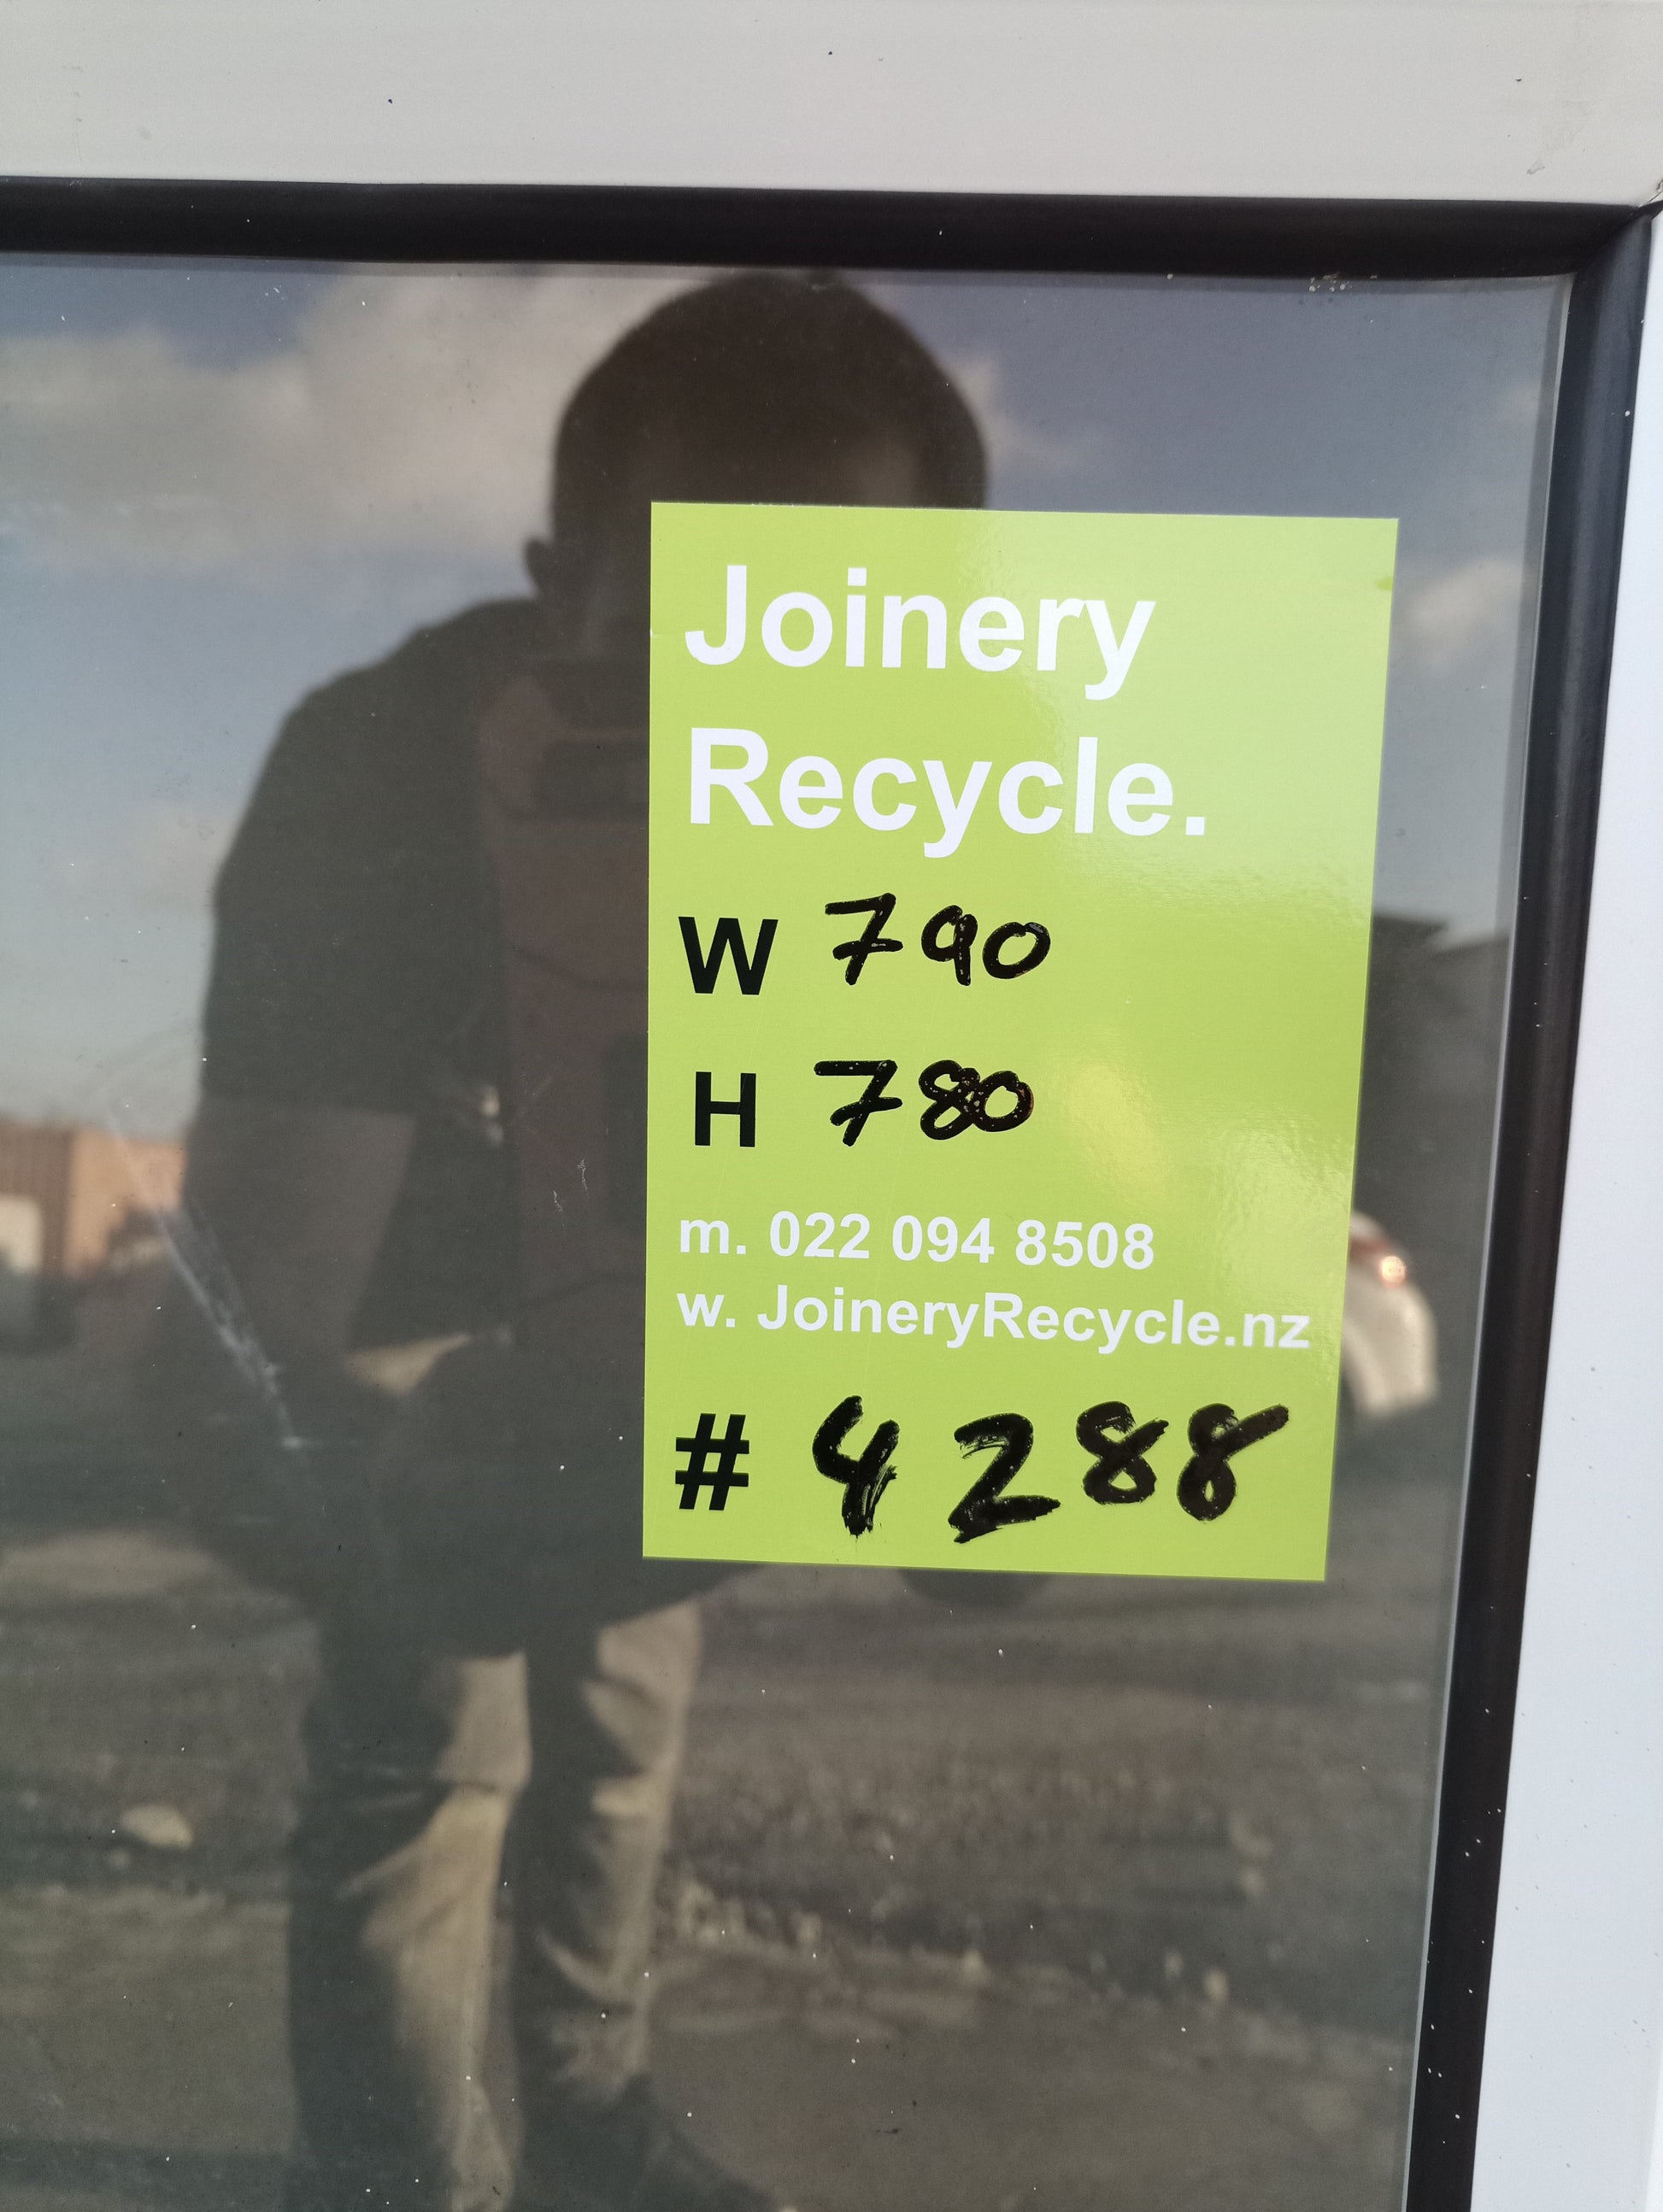 Joinery
Recycle.
W 790
H 780
m. 022 094 8508
w. JoineryRecycle.nz
# 4288